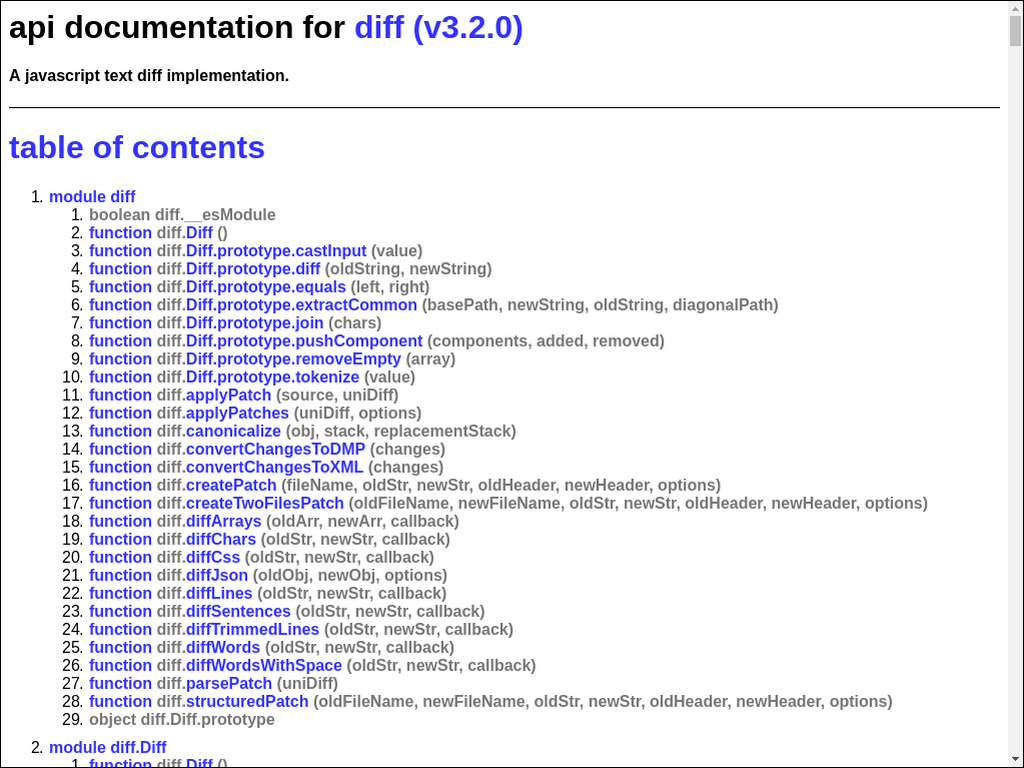 api documentation for diff (v3.2.0)
A javascript text diff implementation.
table of contents
1. module diff
1. boolean diff.__esModule
2. function diff.Diff ()
3. function diff.Diff.prototype.castInput (value)
4. function diff.Diff.prototype.diff (oldString, newString)
5. function diff.Diff.prototype.equals (left, right)
6. function diff.Diff.prototype.extractCommon (basePath, newString, oldString, diagonalPath)
7. function diff.Diff.prototype.join (chars)
8. function diff.Diff.prototype.pushComponent (components, added, removed)
9. function diff.Diff.prototype.removeEmpty (array)
10. function diff.Diff.prototype.tokenize (value)
11. function diff.applyPatch (source, uniDiff)
12. function diff.applyPatches (uniDiff, options)
13. function diff.canonicalize (obj, stack, replacementStack)
14. function diff.convertChangesToDMP (changes)
15. function diff.convertChangesToXML (changes)
16. function diff.createPatch (fileName, oldStr, newStr, oldHeader, newHeader, options)
17. function diff.createTwoFilesPatch (oldFileName, newFileName, oldStr, newStr, oldHeader, newHeader, options)
18. function diff.diffArrays (oldArr, newArr, callback)
19. function diff.diffChars (oldStr, newStr, callback)
20. function diff.diffCss (oldStr, newStr, callback)
21. function diff.diffJson (oldObj, newObj, options)
22. function diff.diffLines (oldStr, newStr, callback)
23. function diff.diffSentences (oldStr, newStr, callback)
24. function diff.diffTrimmedLines (oldStr, newStr, callback)
25. function diff.diffWords (oldStr, newStr, callback)
26. function diff.diffWordsWithSpace (oldStr, newStr, callback)
27. function diff.parsePatch (uniDiff)
28. function diff.structuredPatch (oldFileName, newFileName, oldStr, newStr, oldHeader, newHeader, options)
29. object diff.Diff.prototype
2. module diff.Diff
1. function diff.Diff ()